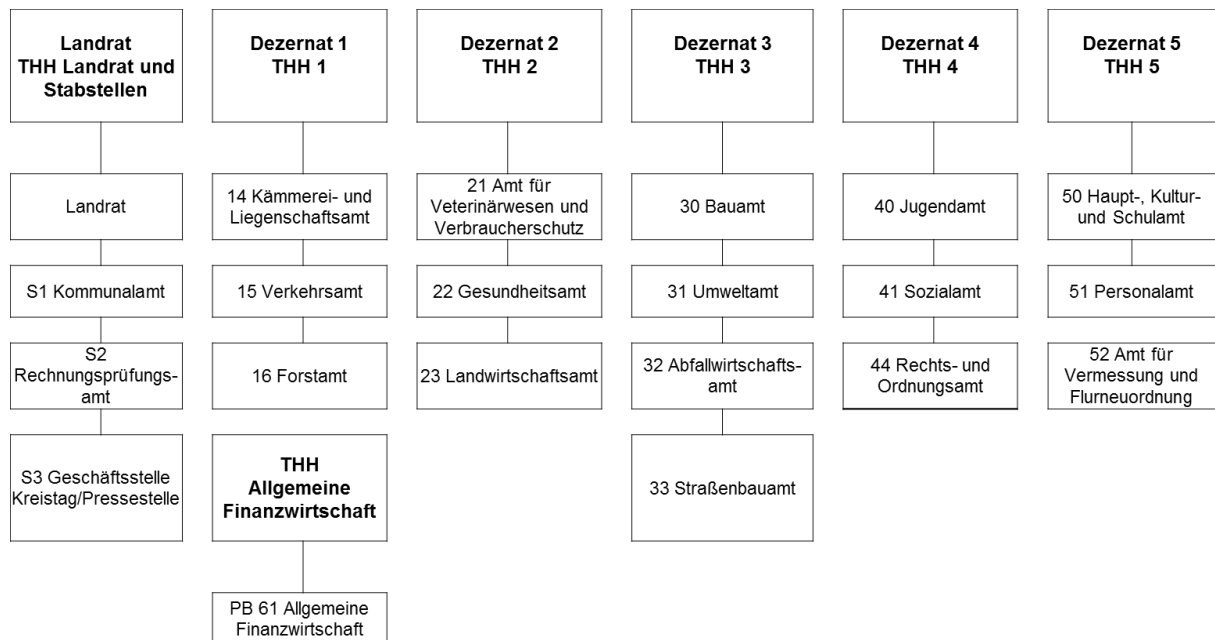 Landrat
THH Landrat und
Stabstellen
Landrat
S1 Kommunalamt
S2
Rechnungsprüfungs-
amt
S3 Geschäftsstelle
Kreistag/Pressestelle
Dezernat 1
THH 1
14 Kämmerei- und
Liegenschaftsamt
15 Verkehrsamt
16 Forstamt
THH
Allgemeine
Finanzwirtschaft
PB 61 Allgemeine
Finanzwirtschaft
Dezernat 2
THH 2
21 Amt für
Veterinärwesen und
Verbraucherschutz
22 Gesundheitsamt
23 Landwirtschaftsamt
Dezernat 3
THH 3
30 Bauamt
31 Umweltamt
32 Abfallwirtschafts-
amt
33 Straßenbauamt
Dezernat 4
THH 4
40 Jugendamt
41 Sozialamt
44 Rechts- und
Ordnungsamt
Dezernat 5
THH 5
50 Haupt-, Kultur-
und Schulamt
51 Personalamt
52 Amt für
Vermessung und
Flurneuordnung